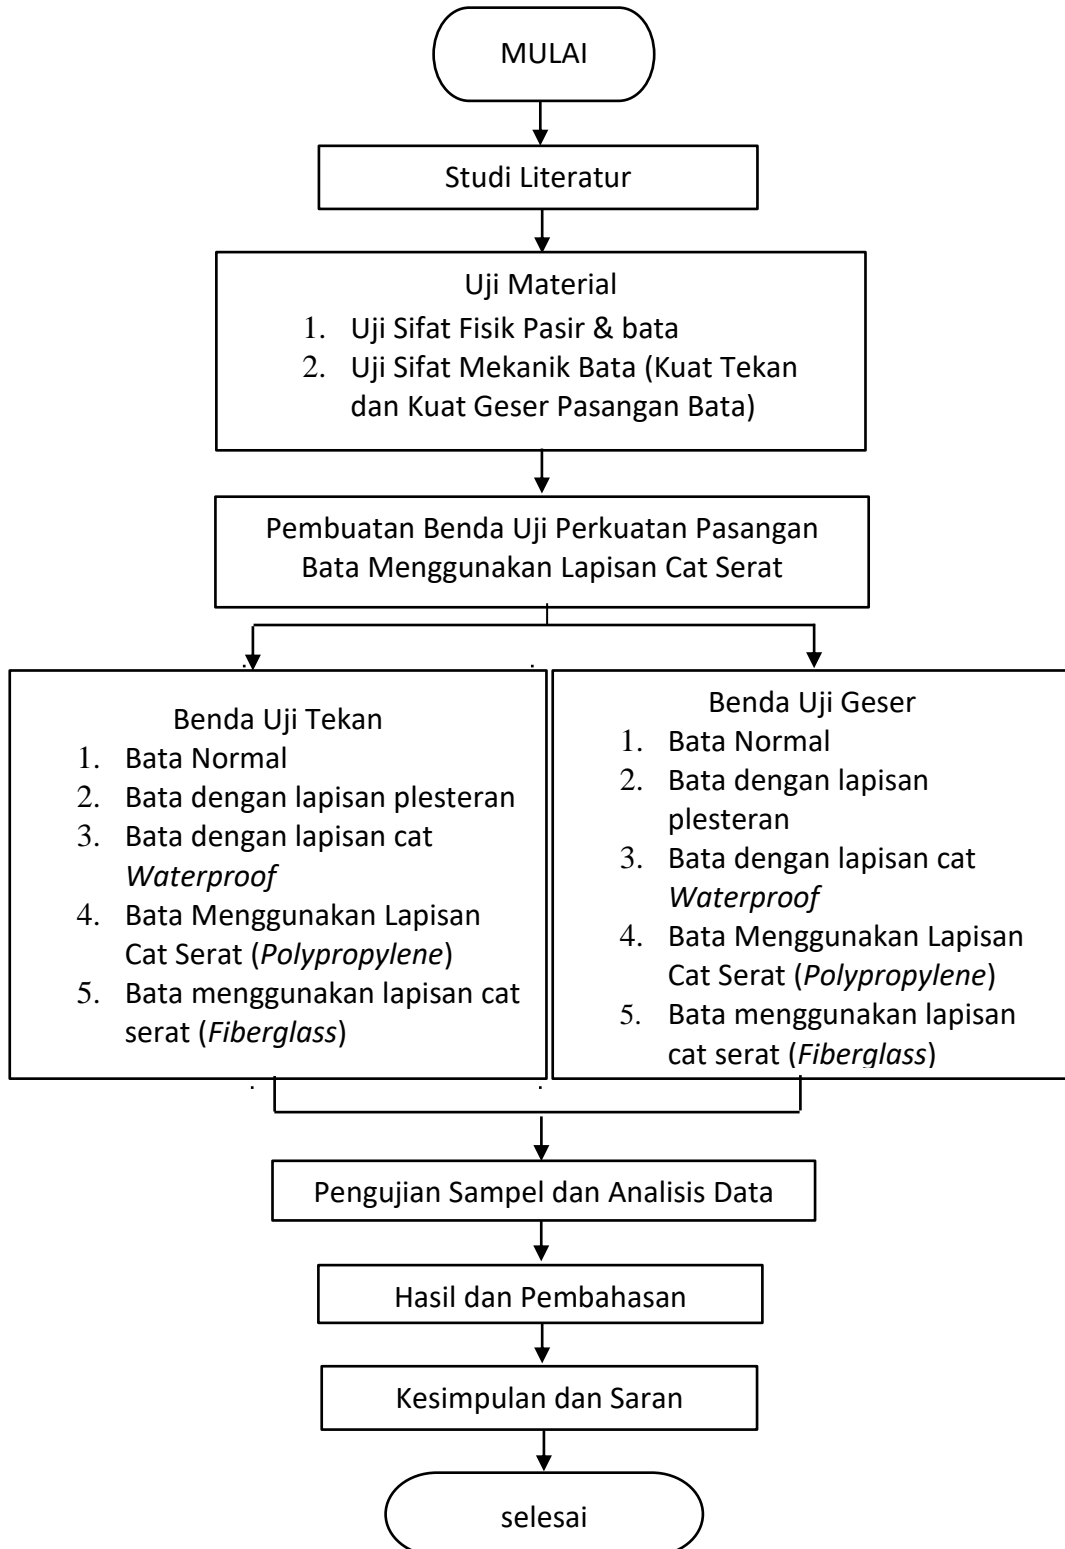 MULAI
Studi Literatur
Uji Material
1. Uji Sifat Fisik Pasir & bata
2. Uji Sifat Mekanik Bata (Kuat Tekan
dan Kuat Geser Pasangan Bata)
Pembuatan Benda Uji Perkuatan Pasangan
Bata Menggunakan Lapisan Cat Serat
Benda Uji Tekan
1. Bata Normal
2. Bata dengan lapisan plesteran
3. Bata dengan lapisan cat
Waterproof
4. Bata Menggunakan Lapisan
Cat Serat (Polypropylene)
5. Bata menggunakan lapisan cat
serat (Fiberglass)
Benda Uji Geser
1. Bata Normal
2. Bata dengan lapisan
plesteran
3. Bata dengan lapisan cat
Waterproof
4. Bata Menggunakan Lapisan
Cat Serat (Polypropylene)
5. Bata menggunakan lapisan
cat serat (Fiberglass)
Pengujian Sampel dan Analisis Data
Hasil dan Pembahasan
Kesimpulan dan Saran
selesai